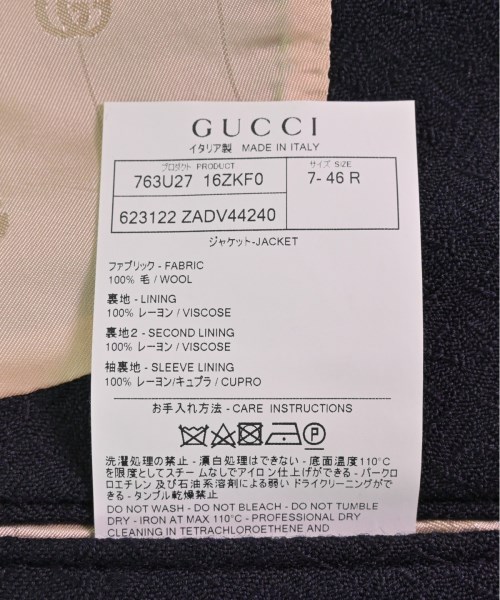 GUCCI
イタリア製 MADE IN ITALY
プロダクト PRODUCT
サイズ SIZE
763U27 16ZKF0
7- 46 R
623122 ZADV44240
ジャケット-JACKET
ファブリック - FABRIC
100% 毛 / WOOL
裏地 - LINING
100% レーヨン / VISCOSE
裏地2 - SECOND LINING
100% レーヨン / VISCOSE
袖裏地 - SLEEVE LINING
100% レーヨン/キュプラ / CUPRO
お手入れ方法 - CARE INSTRUCTIONS
P
洗濯処理の禁止 - 漂白処理はできない - 底面温度110°C
を限度としてスチームなしでアイロン仕上げができる - パークロ
ロエチレン 及び石油系溶剤による弱い ドライクリーニングができる
- タンブル乾燥禁止
DO NOT WASH - DO NOT BLEACH - DO NOT TUMBLE
DRY - IRON AT MAX 110°C - PROFESSIONAL DRY
CLEANING IN TETRACHLOROETHENE AND